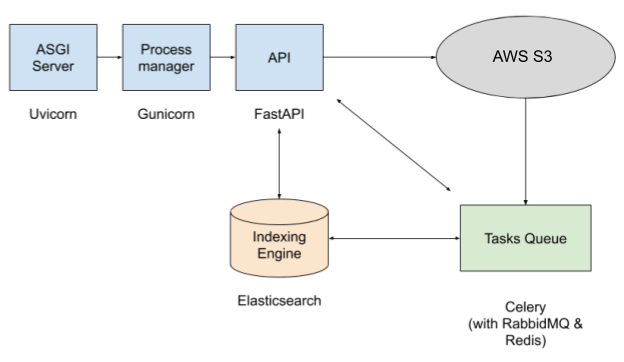 ASGI
Server
Process
manager
API
AWS S3
Uvicorn
Gunicorn
FastAPI
Indexing
Engine
Tasks Queue
Elasticsearch
Celery
(with RabbidMQ &
Redis)